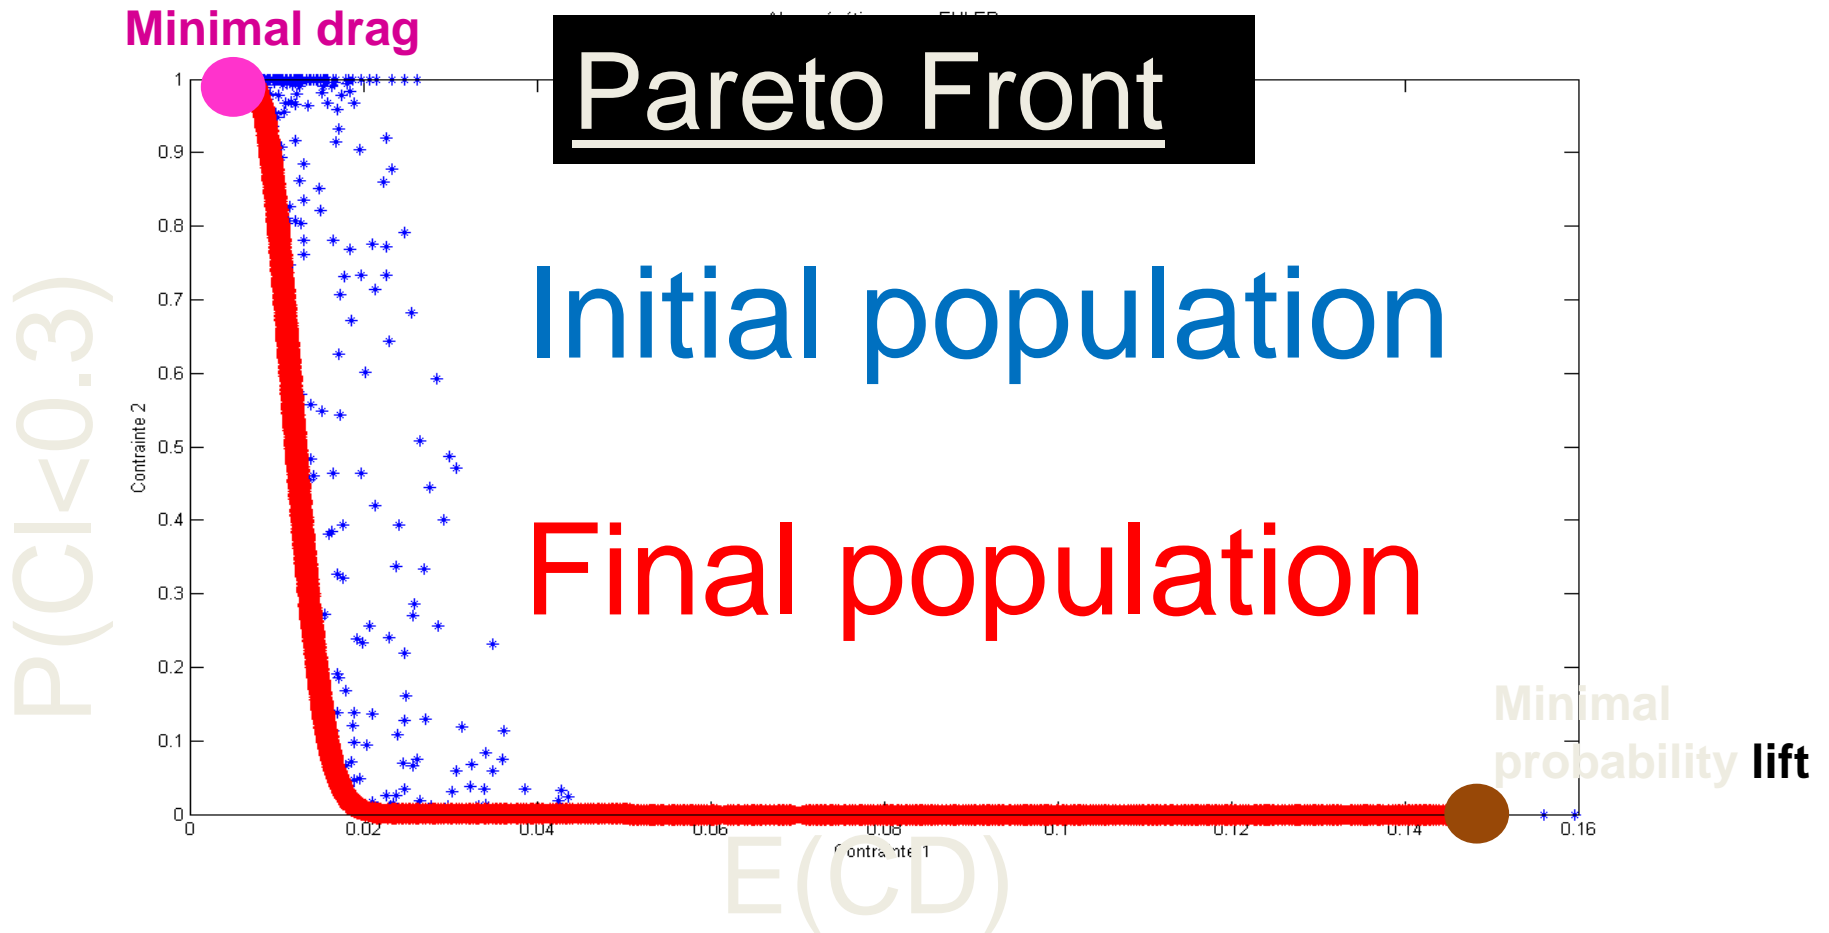 Minimal drag
Pareto Front
1
0.9
0.8
0.7
0.6
0.5
0.4
0.3
0.2
0.1
0
P(Cl<0.3)
Contrainte 2
Initial population
Final population
Minimal
probability lift
0
0.02
0.04
0.06
0.08
0.1
0.12
0.14
0.16
Contrainte 1
E(CD)